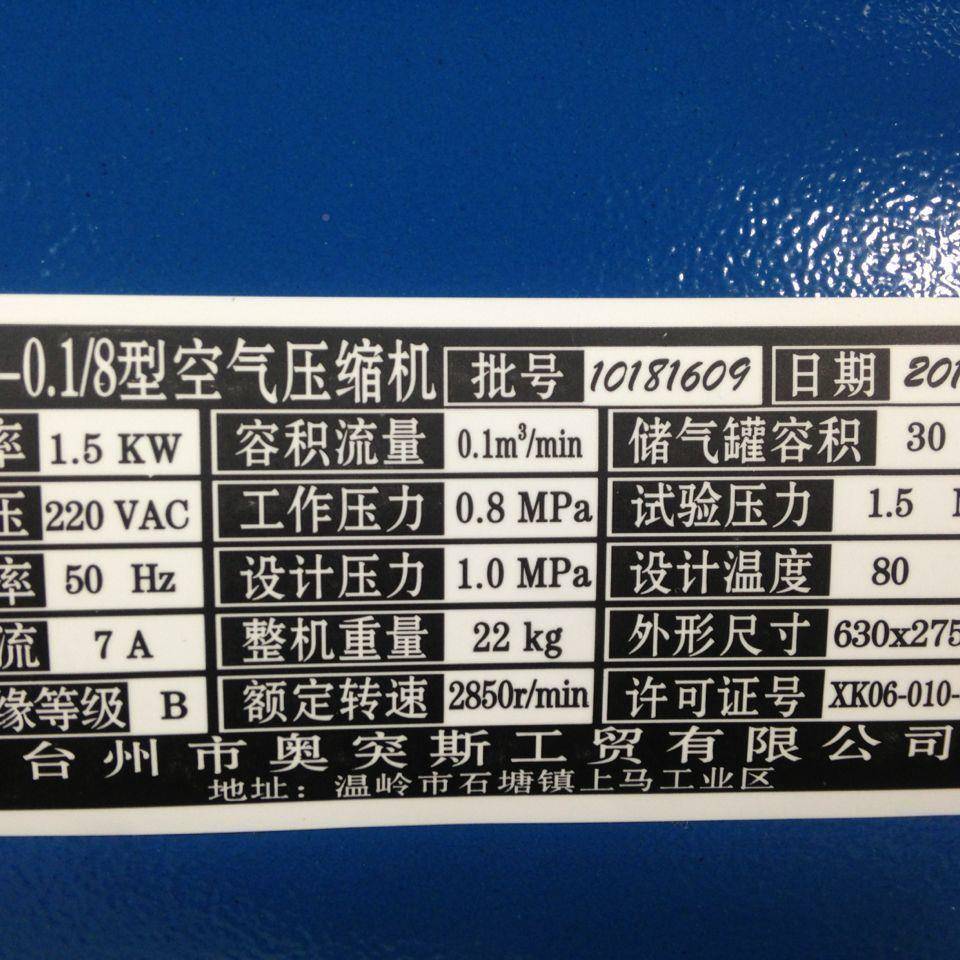 -0.1/8型空气压缩机 批号 10181609 日期 201
率 1.5 KW 容积流量 0.1m³/min 储气罐容积 30
压 220 VAC 工作压力 0.8 MPa 试验压力 1.5
率 50 Hz 设计压力 1.0 MPa 设计温度 80
流 7 A 整机重量 22 kg 外形尺寸 630x275
缘等级 B 额定转速 2850r/min 许可证号 XK06-010-
台州市奥突斯工贸有限公司
地址：温岭市石塘镇上马工业区